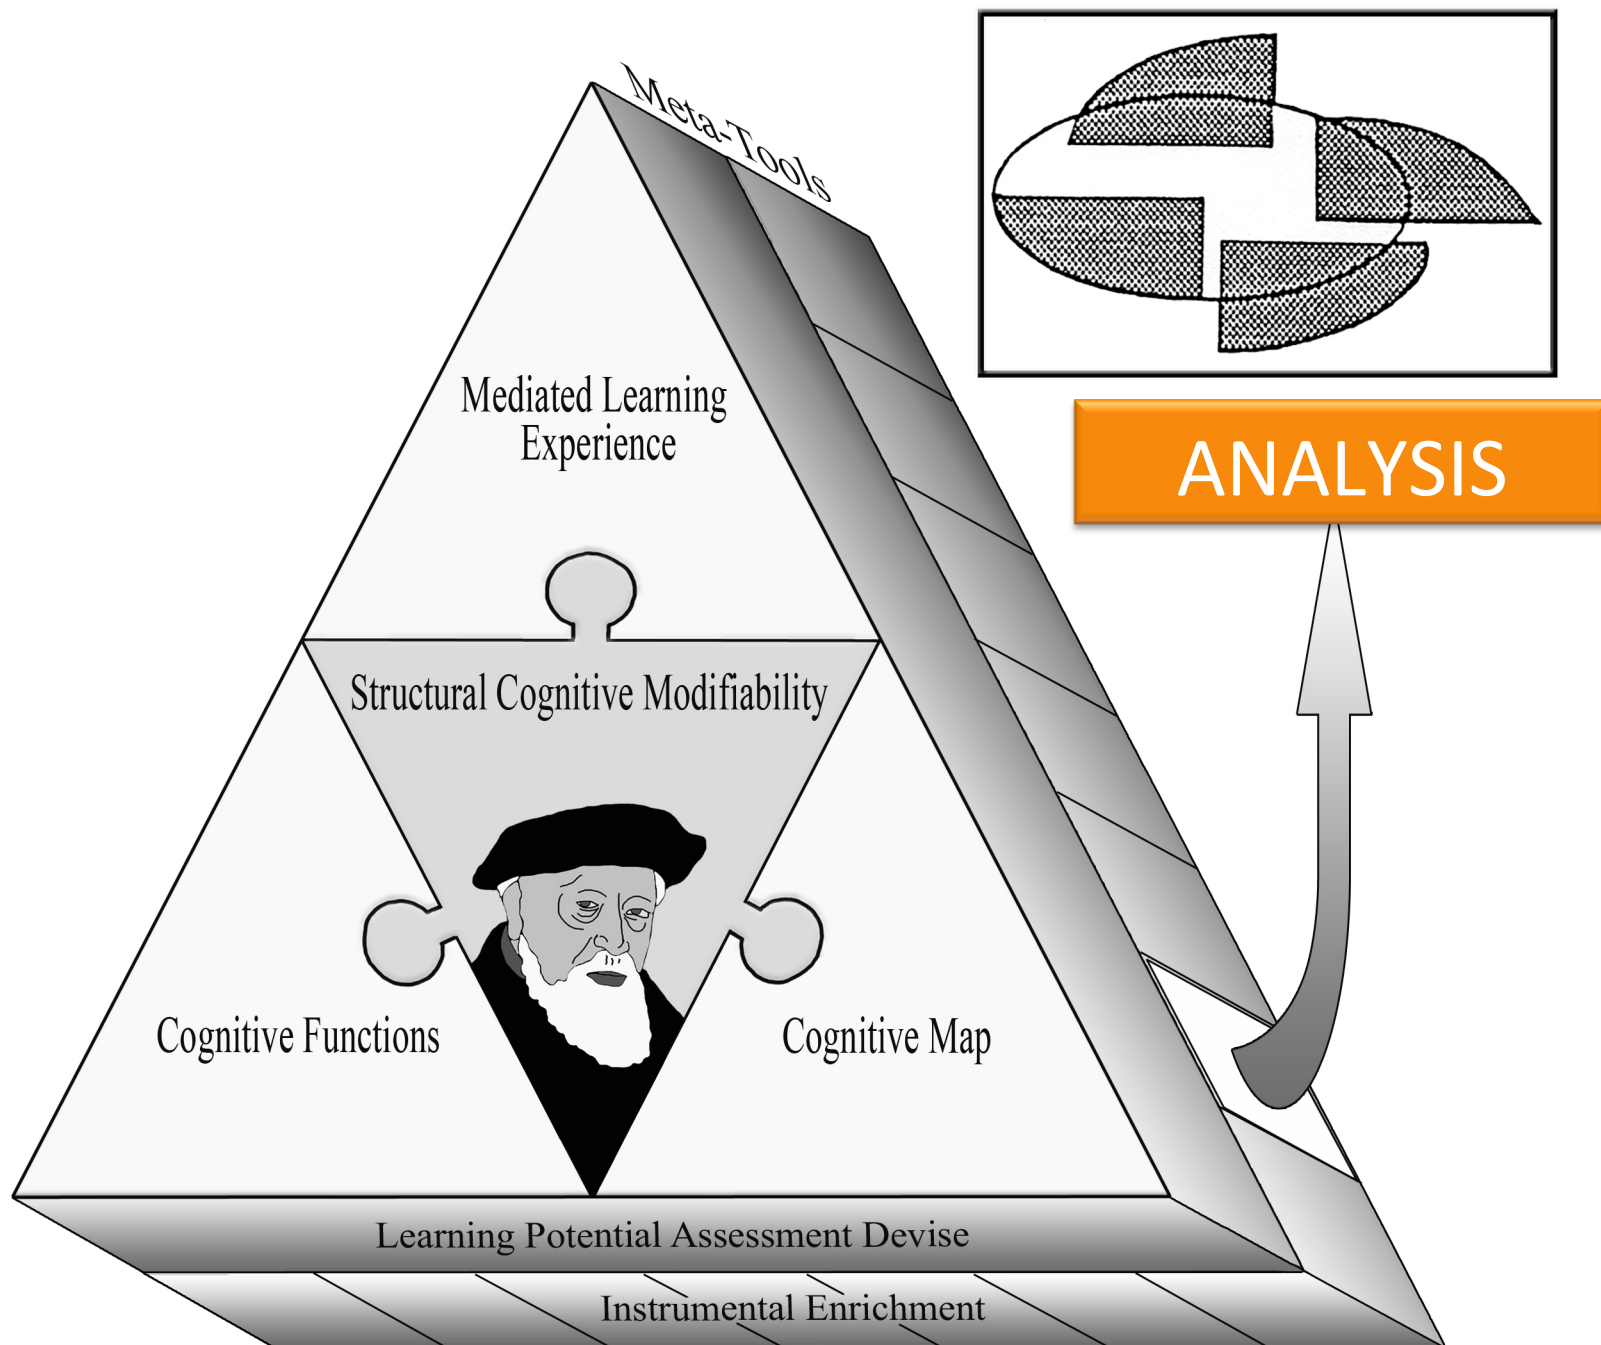 Meta-Tools
Mediated Learning
Experience
ANALYSIS
Structural Cognitive Modifiability
Cognitive Functions
Cognitive Map
Learning Potential Assessment Devise
Instrumental Enrichment